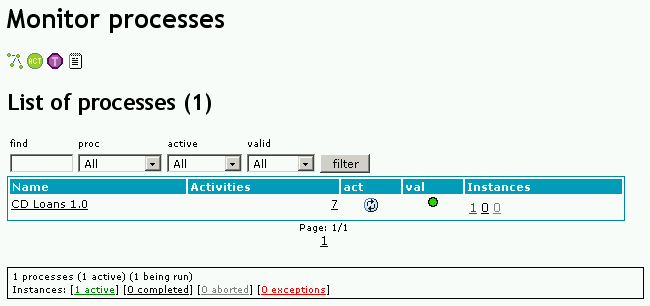 Monitor processes
ACT T
List of processes (1)
find proc active valid
All All All filter
Name Activities act val Instances
CD Loans 1.0 7 1 0 0
Page: 1/1
1
1 processes (1 active) (1 being run)
Instances: [1 active] [0 completed] [0 aborted] [0 exceptions]